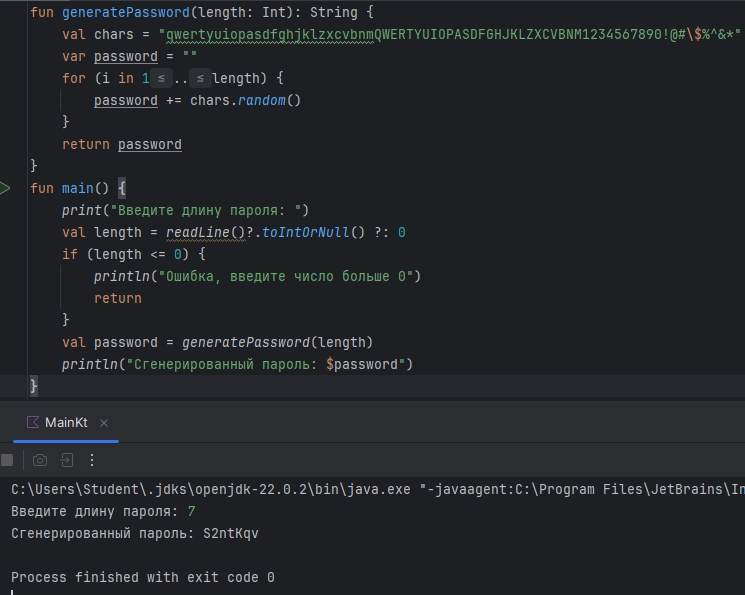 fun generatePassword(length: Int): String {
    val chars = "qwertyuiopasdfghjklzxcvbnmQWERTYUIOPASDFGHJKLZXCVBNM1234567890!@#\$%^&*"
    var password = ""
    for (i in 1 ≤ .. ≤ length) {
        password += chars.random()
    }
    return password
}
fun main() {
    print("Введите длину пароля: ")
    val length = readLine()?.toIntOrNull() ?: 0
    if (length <= 0) {
        println("Ошибка, введите число больше 0")
        return
    }
    val password = generatePassword(length)
    println("Сгенерированный пароль: $password")
}
MainKt ×
C:\Users\Student\.jdks\openjdk-22.0.2\bin\java.exe "-javaagent:C:\Program Files\JetBrains\In
Введите длину пароля: 7
Сгенерированный пароль: S2ntKqv
Process finished with exit code 0